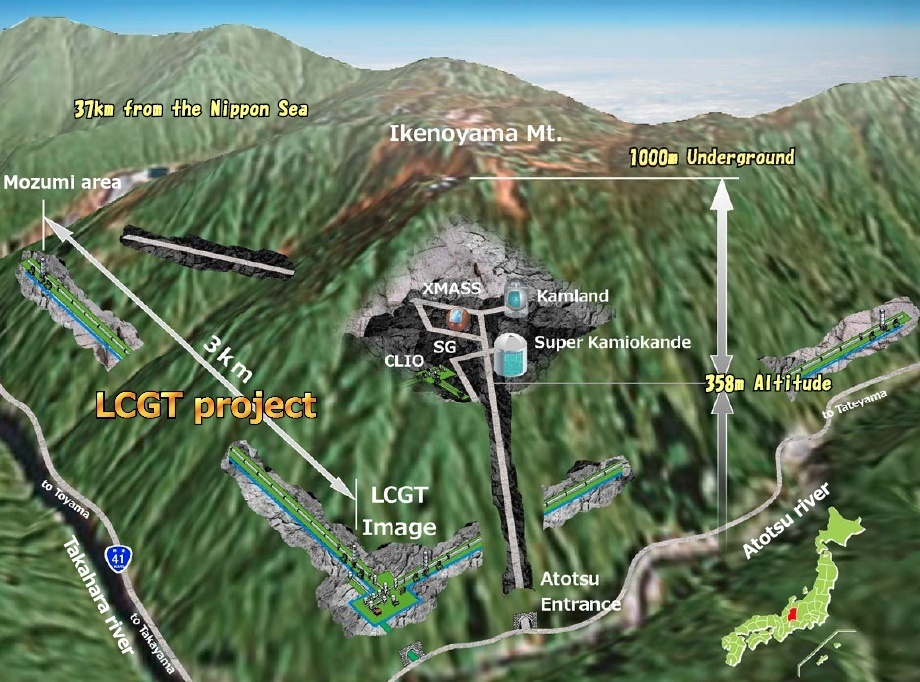 37km from the Nippon Sea
Ikenoyama Mt.
1000m Underground
Mozumi area
XMASS
Kamland
SG
Super Kamiokande
CLIO
3km
358m Altitude
LCGT project
to Tateyama
LCGT
Image
to Toyama
Atotsu river
41
Takahara river
Atotsu
Entrance
to Takayama